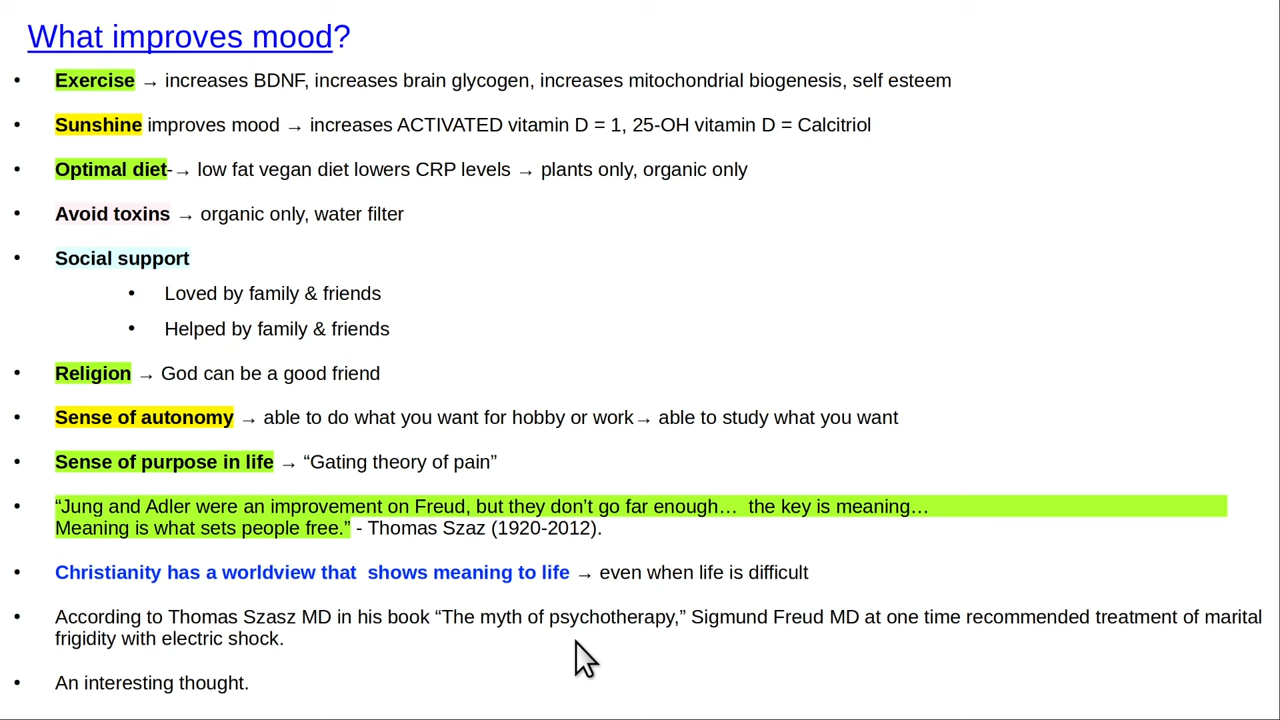 What improves mood?
• Exercise → increases BDNF, increases brain glycogen, increases mitochondrial biogenesis, self esteem
• Sunshine improves mood → increases ACTIVATED vitamin D = 1, 25-OH vitamin D = Calcitriol
• Optimal diet-→ low fat vegan diet lowers CRP levels → plants only, organic only
• Avoid toxins → organic only, water filter
• Social support
• Loved by family & friends
• Helped by family & friends
• Religion → God can be a good friend
• Sense of autonomy → able to do what you want for hobby or work→ able to study what you want
• Sense of purpose in life → “Gating theory of pain”
• “Jung and Adler were an improvement on Freud, but they don’t go far enough…  the key is meaning…
Meaning is what sets people free.” - Thomas Szaz (1920-2012).
• Christianity has a worldview that  shows meaning to life → even when life is difficult
• According to Thomas Szasz MD in his book “The myth of psychotherapy,” Sigmund Freud MD at one time recommended treatment of marital
frigidity with electric shock.
• An interesting thought.